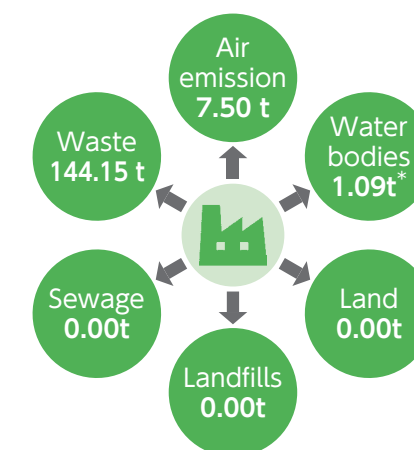 Air
emission
7.50 t
Water
bodies
1.09t*
Waste
144.15 t
Sewage
0.00t
Land
0.00t
Landfills
0.00t